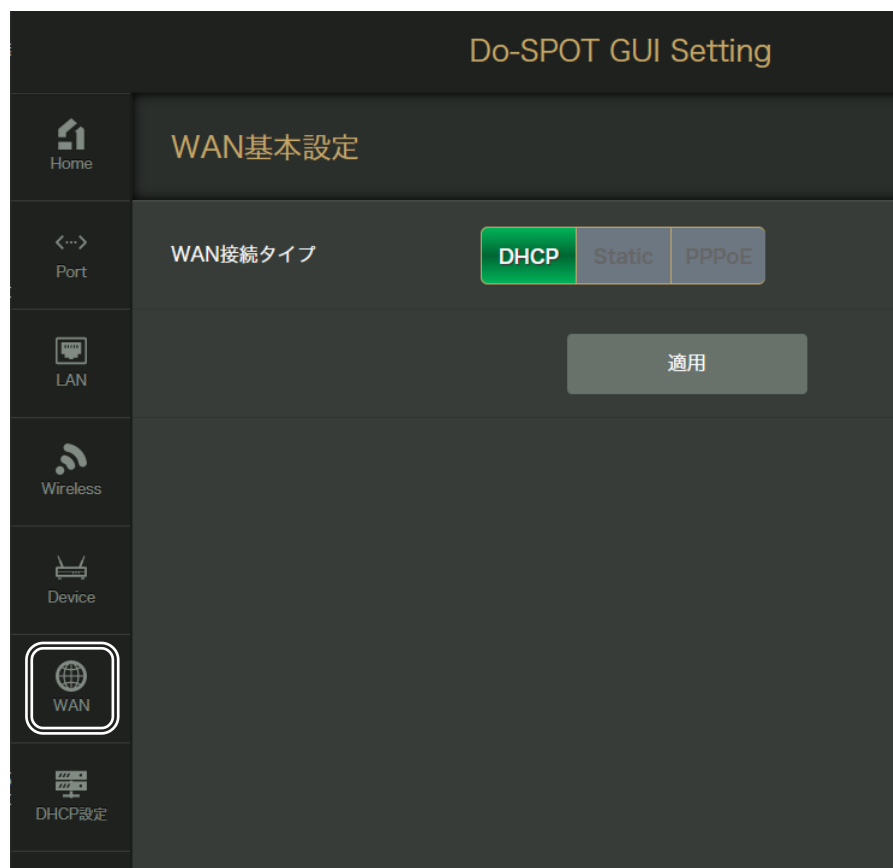 Do-SPOT GUI Setting
Home
WAN基本設定
Port
WAN接続タイプ
DHCP Static PPPoE
LAN
適用
Wireless
Device
WAN
DHCP設定